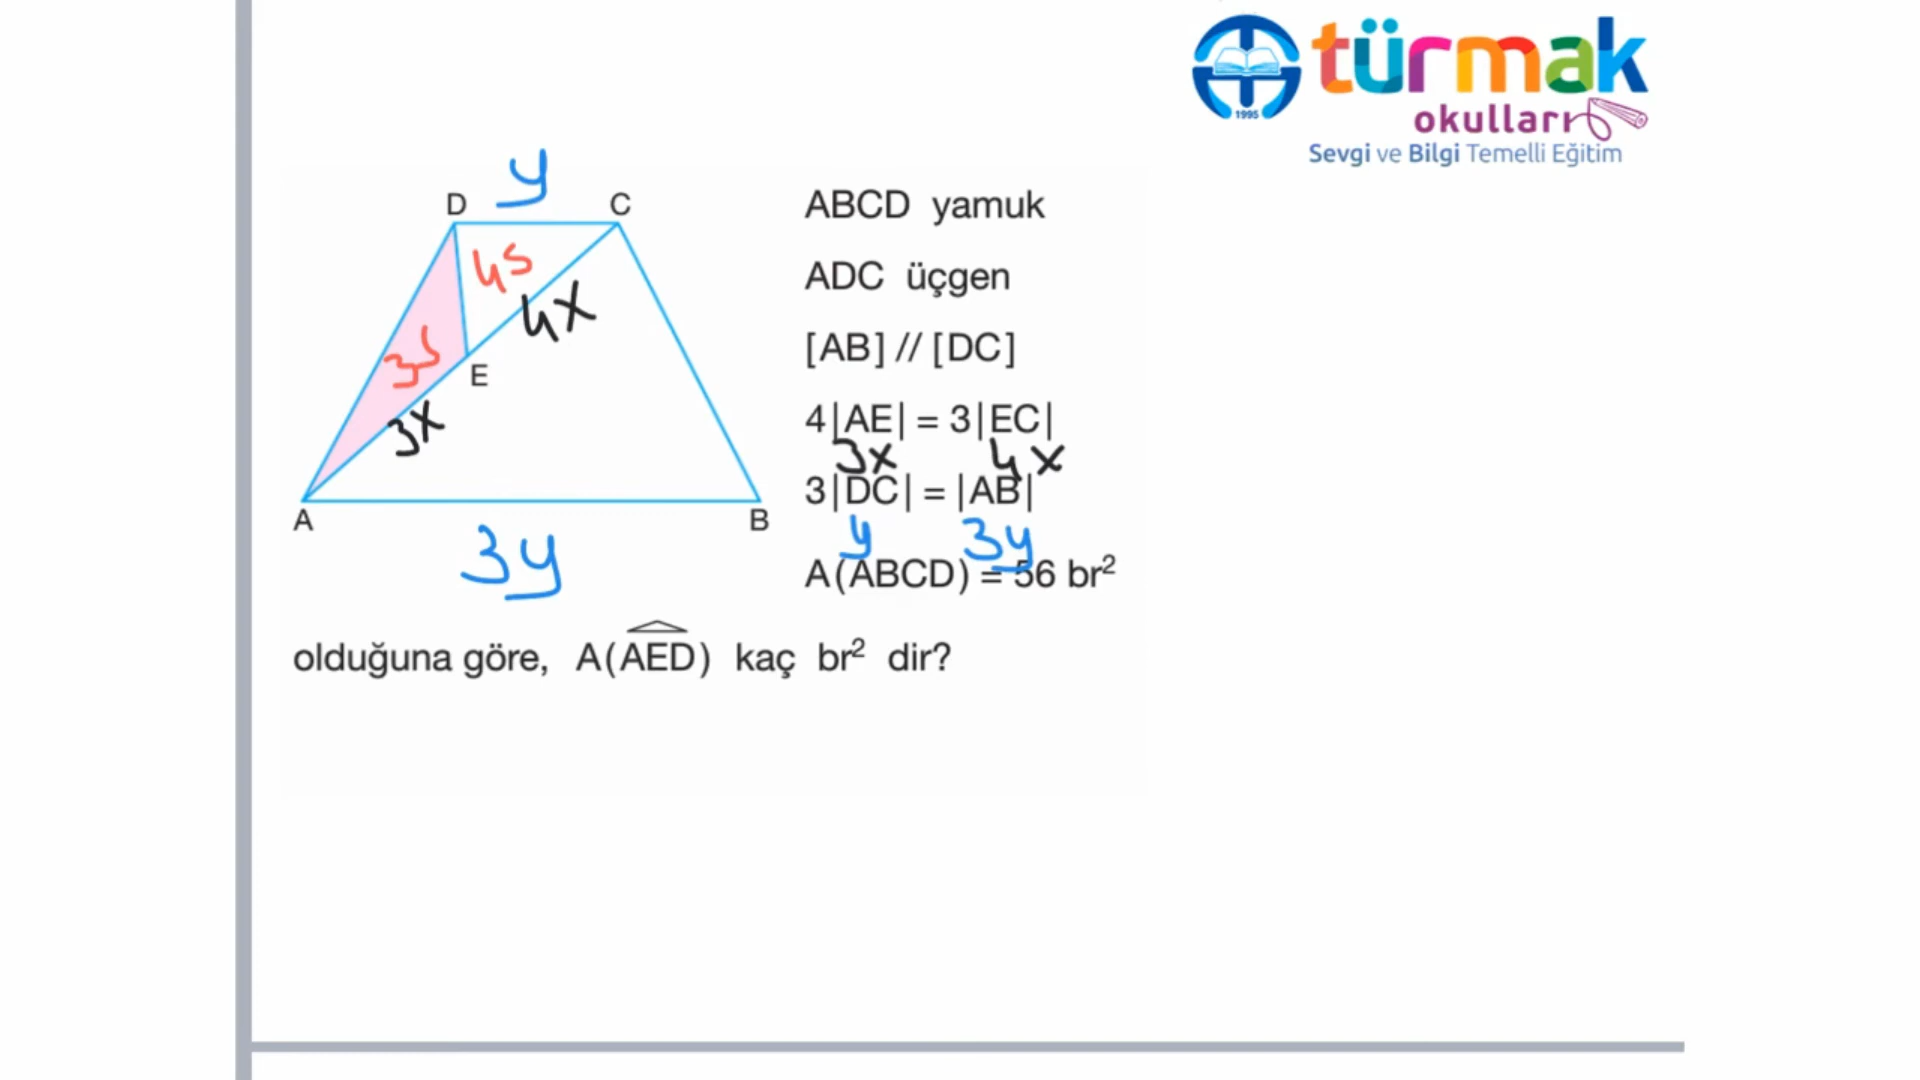 1995
türmak
okulları
Sevgi ve Bilgi Temelli Eğitim
y
D C
4S
4x
3S
E
3x
A B
3y
ABCD yamuk
ADC üçgen
[AB] // [DC]
4|AE| = 3|EC|
3x 4x
3|DC| = |AB|
y 3y
A(ABCD) = 56 br²
olduğuna göre, A(AED) kaç br² dir?